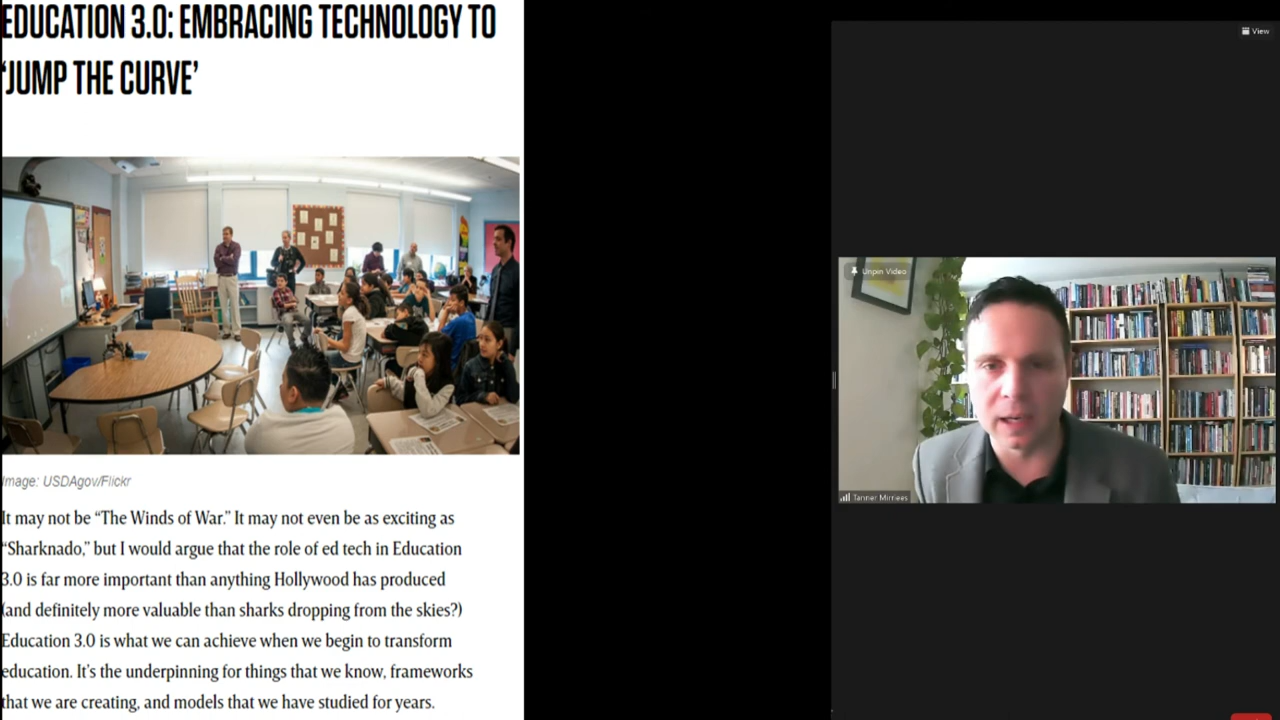 EDUCATION 3.0: EMBRACING TECHNOLOGY TO
‘JUMP THE CURVE’
Image: USDAgov/Flickr
It may not be “The Winds of War.” It may not even be as exciting as
“Sharknado,” but I would argue that the role of ed tech in Education
3.0 is far more important than anything Hollywood has produced
(and definitely more valuable than sharks dropping from the skies?)
Education 3.0 is what we can achieve when we begin to transform
education. It’s the underpinning for things that we know, frameworks
that we are creating, and models that we have studied for years.
View
Unpin Video
Tanner Mirrlees